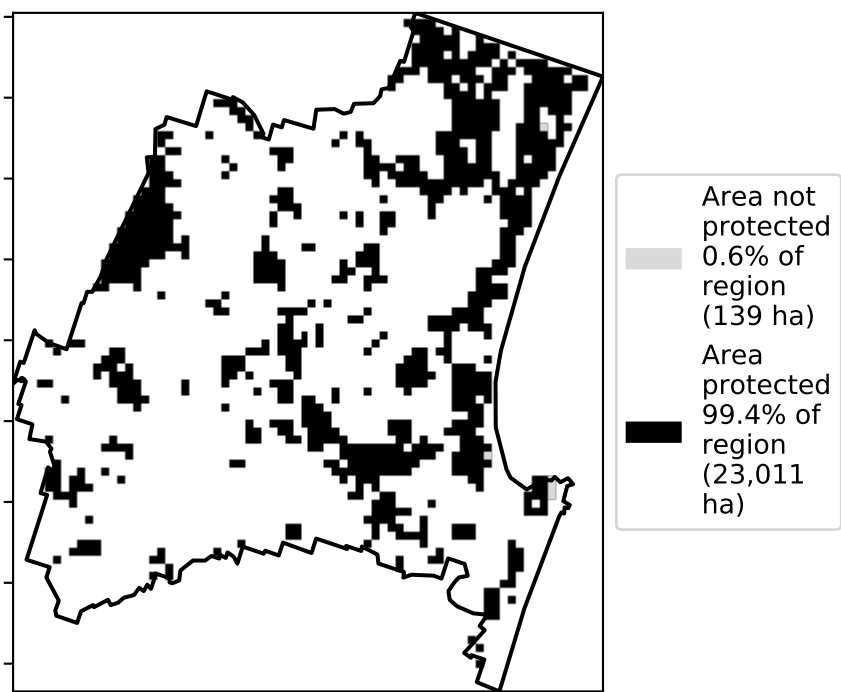 Area not
protected
0.6% of
region
(139 ha)
Area
protected
99.4% of
region
(23,011
ha)